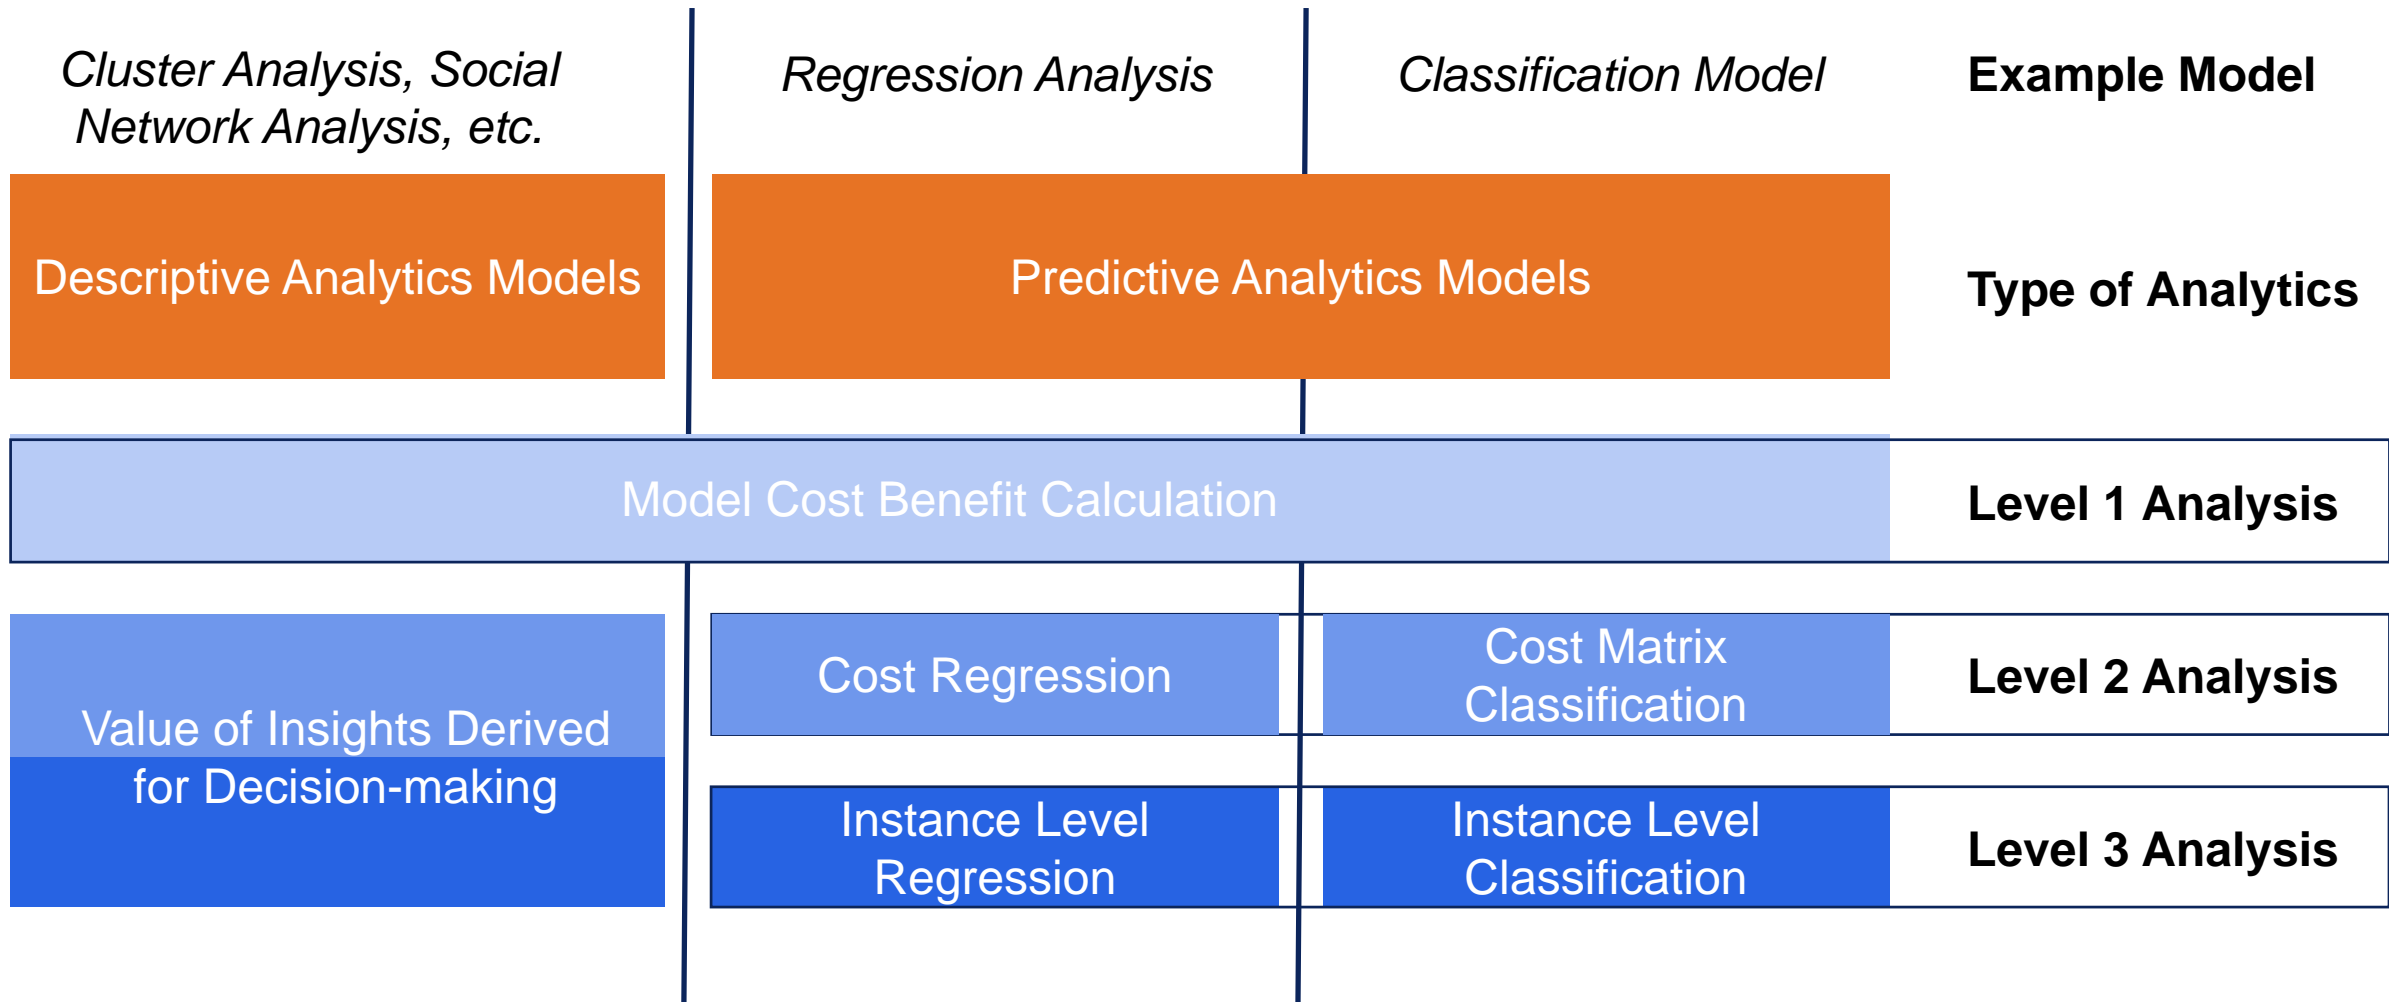 Cluster Analysis, Social
Network Analysis, etc.
Regression Analysis
Classification Model
Example Model
Descriptive Analytics Models
Predictive Analytics Models
Type of Analytics
Model Cost Benefit Calculation
Level 1 Analysis
Value of Insights Derived
for Decision-making
Cost Regression
Cost Matrix
Classification
Level 2 Analysis
Instance Level
Regression
Instance Level
Classification
Level 3 Analysis